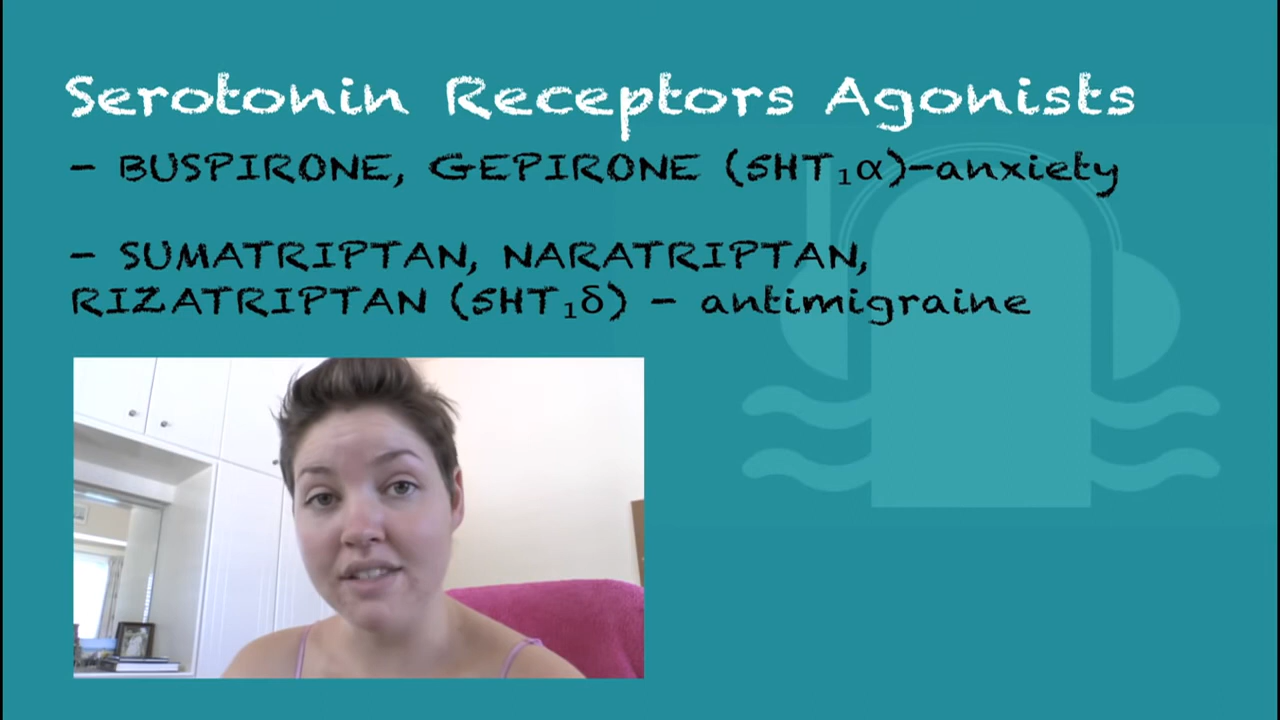 Serotonin Receptors Agonists
- BUSPIRONE, GEPIRONE (5HT₁α)-anxiety
- SUMATRIPTAN, NARATRIPTAN,
RIZATRIPTAN (5HT₁δ) - antimigraine